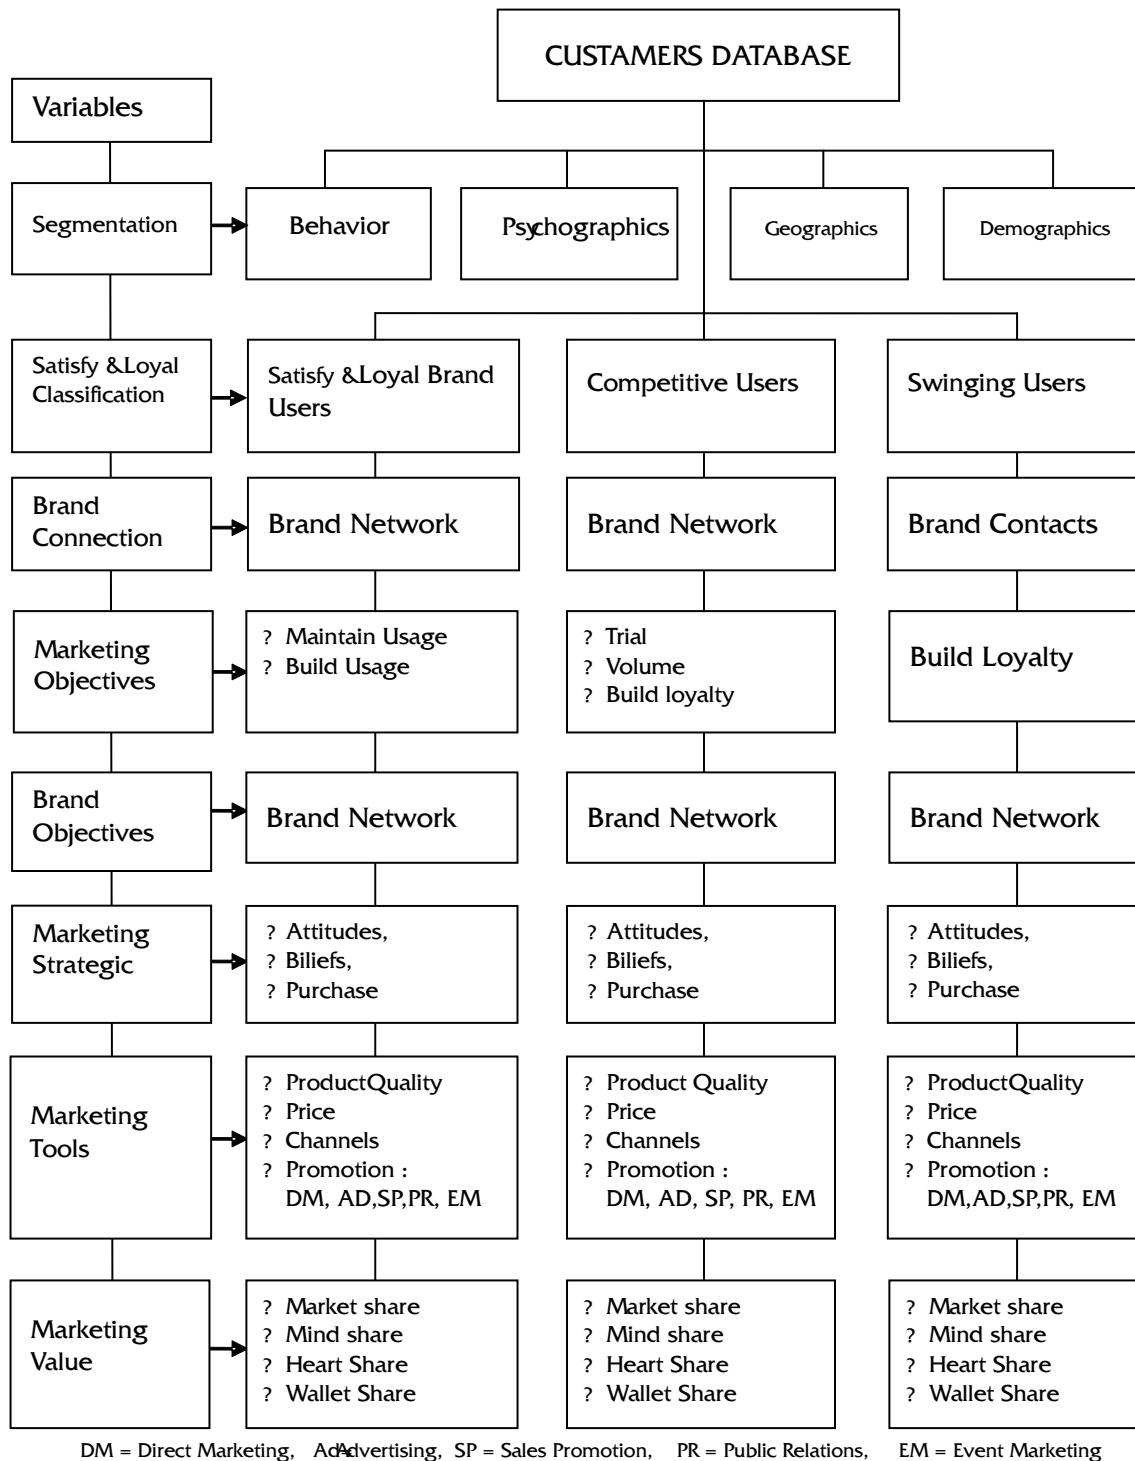 CUSTAMERS DATABASE
Variables
Segmentation
Behavior
Psychographics
Geographics
Demographics
Satisfy &Loyal
Classification
Satisfy &Loyal Brand
Users
Competitive Users
Swinging Users
Brand
Connection
Brand Network
Brand Network
Brand Contacts
Marketing
Objectives
? Maintain Usage
? Build Usage
? Trial
? Volume
? Build loyalty
Build Loyalty
Brand
Objectives
Brand Network
Brand Network
Brand Network
Marketing
Strategic
? Attitudes,
? Biliefs,
? Purchase
? Attitudes,
? Biliefs,
? Purchase
? Attitudes,
? Biliefs,
? Purchase
Marketing
Tools
? ProductQuality
? Price
? Channels
? Promotion :
DM, AD,SP,PR, EM
? Product Quality
? Price
? Channels
? Promotion :
DM, AD, SP, PR, EM
? ProductQuality
? Price
? Channels
? Promotion :
DM,AD,SP,PR, EM
Marketing
Value
? Market share
? Mind share
? Heart Share
? Wallet Share
? Market share
? Mind share
? Heart Share
? Wallet Share
? Market share
? Mind share
? Heart Share
? Wallet Share
DM = Direct Marketing, Ad=Advertising, SP = Sales Promotion, PR = Public Relations, EM = Event Marketing